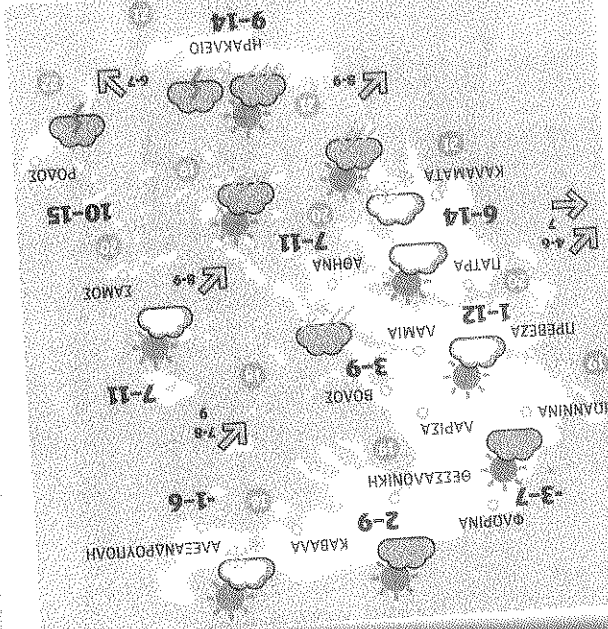 ΚΑΒΑΛΑ
ΑΛΕΞΑΝΔΡΟΥΠΟΛΗ
ΦΛΩΡΙΝΑ
2-9
-1-6
-3-7
ΘΕΣΣΑΛΟΝΙΚΗ
ΙΩΑΝΝΙΝΑ
ΛΑΡΙΣΑ
7-8
9
ΒΟΛΟΣ
7-11
3-9
ΠΡΕΒΕΖΑ
ΛΑΜΙΑ
1-12
ΣΑΜΟΣ
8-9
ΠΑΤΡΑ
ΑΘΗΝΑ
4-6
7
7-11
6-14
10-15
ΚΑΛΑΜΑΤΑ
ΡΟΔΟΣ
8-9
6-7
ΗΡΑΚΛΕΙΟ
9-14